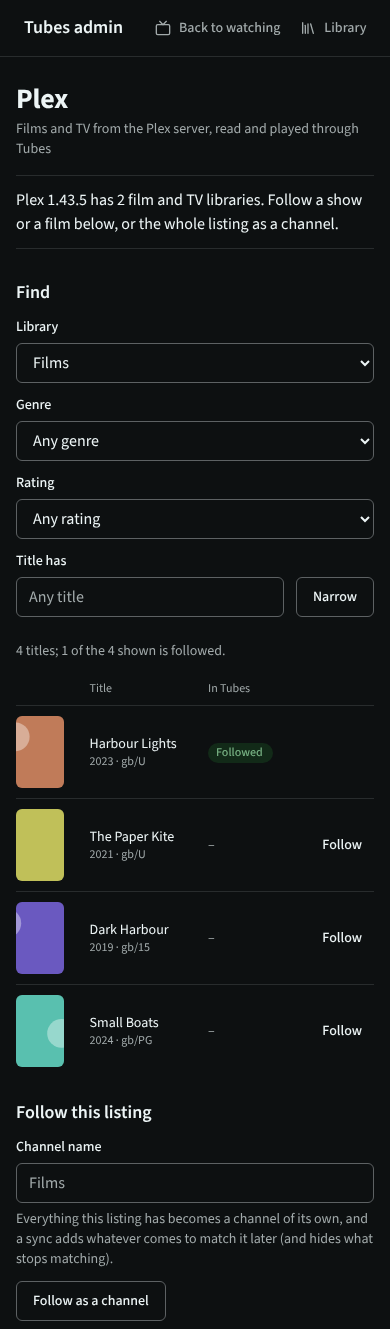 Tubes admin
Back to watching
Library
Plex
Films and TV from the Plex server, read and played through
Tubes
Plex 1.43.5 has 2 film and TV libraries. Follow a show
or a film below, or the whole listing as a channel.
Find
Library
Films
Genre
Any genre
Rating
Any rating
Title has
Any title
Narrow
4 titles; 1 of the 4 shown is followed.
Title
In Tubes
Harbour Lights
2023 · gb/U
Followed
The Paper Kite
2021 · gb/U
–
Follow
Dark Harbour
2019 · gb/15
–
Follow
Small Boats
2024 · gb/PG
–
Follow
Follow this listing
Channel name
Films
Everything this listing has becomes a channel of its own, and
a sync adds whatever comes to match it later (and hides what
stops matching).
Follow as a channel